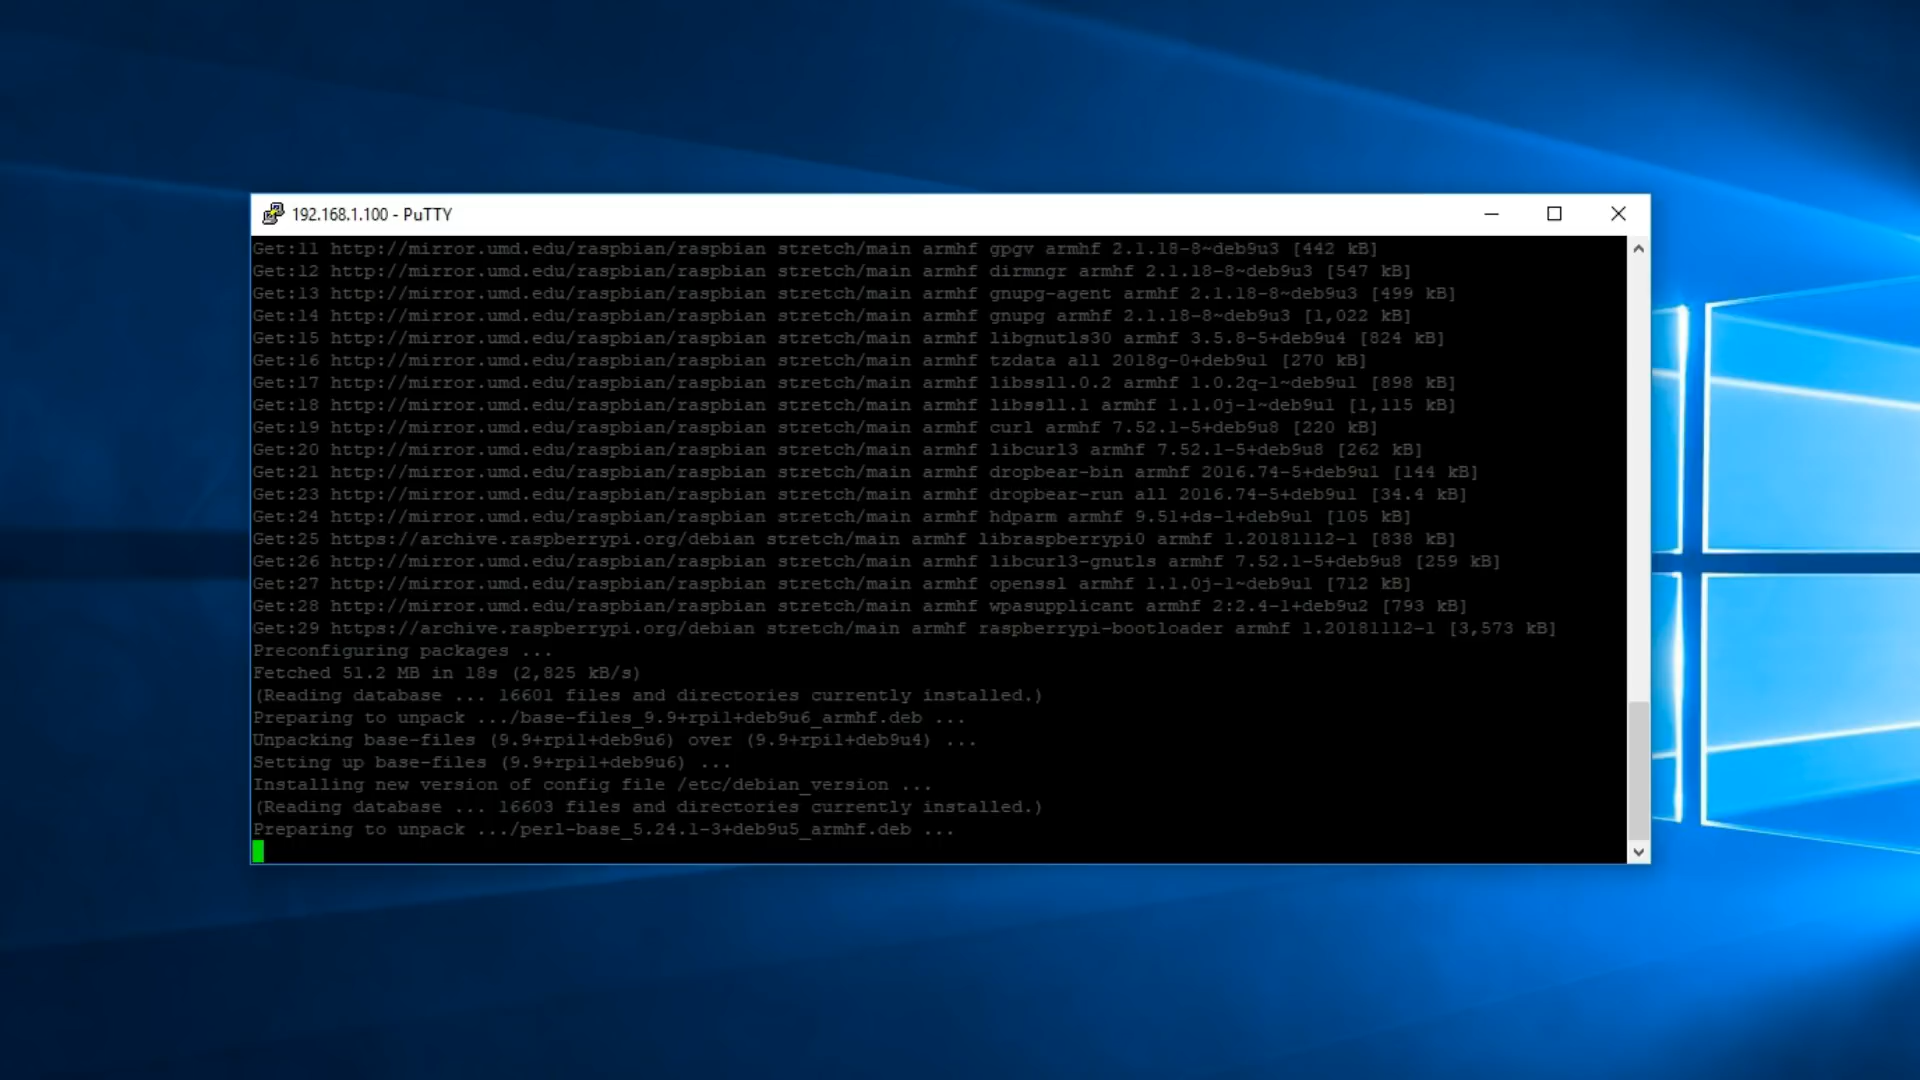 192.168.1.100 - PuTTY
Get:11 http://mirror.umd.edu/raspbian/raspbian stretch/main armhf gpgv armhf 2.1.18-8~deb9u3 [442 kB]
Get:12 http://mirror.umd.edu/raspbian/raspbian stretch/main armhf dirmngr armhf 2.1.18-8~deb9u3 [547 kB]
Get:13 http://mirror.umd.edu/raspbian/raspbian stretch/main armhf gnupg-agent armhf 2.1.18-8~deb9u3 [499 kB]
Get:14 http://mirror.umd.edu/raspbian/raspbian stretch/main armhf gnupg armhf 2.1.18-8~deb9u3 [1,022 kB]
Get:15 http://mirror.umd.edu/raspbian/raspbian stretch/main armhf libgnutls30 armhf 3.5.8-5+deb9u4 [824 kB]
Get:16 http://mirror.umd.edu/raspbian/raspbian stretch/main armhf tzdata all 2018g-0+deb9u1 [270 kB]
Get:17 http://mirror.umd.edu/raspbian/raspbian stretch/main armhf libssl1.0.2 armhf 1.0.2q-1~deb9u1 [898 kB]
Get:18 http://mirror.umd.edu/raspbian/raspbian stretch/main armhf libssl1.1 armhf 1.1.0j-1~deb9u1 [1,115 kB]
Get:19 http://mirror.umd.edu/raspbian/raspbian stretch/main armhf curl armhf 7.52.1-5+deb9u8 [220 kB]
Get:20 http://mirror.umd.edu/raspbian/raspbian stretch/main armhf libcurl3 armhf 7.52.1-5+deb9u8 [262 kB]
Get:21 http://mirror.umd.edu/raspbian/raspbian stretch/main armhf dropbear-bin armhf 2016.74-5+deb9u1 [144 kB]
Get:23 http://mirror.umd.edu/raspbian/raspbian stretch/main armhf dropbear-run all 2016.74-5+deb9u1 [34.4 kB]
Get:24 http://mirror.umd.edu/raspbian/raspbian stretch/main armhf hdparm armhf 9.51+ds-1+deb9u1 [105 kB]
Get:25 https://archive.raspberrypi.org/debian stretch/main armhf libraspberrypi0 armhf 1.20181112-1 [838 kB]
Get:26 http://mirror.umd.edu/raspbian/raspbian stretch/main armhf libcurl3-gnutls armhf 7.52.1-5+deb9u8 [259 kB]
Get:27 http://mirror.umd.edu/raspbian/raspbian stretch/main armhf openssl armhf 1.1.0j-1~deb9u1 [712 kB]
Get:28 http://mirror.umd.edu/raspbian/raspbian stretch/main armhf wpasupplicant armhf 2:2.4-1+deb9u2 [793 kB]
Get:29 https://archive.raspberrypi.org/debian stretch/main armhf raspberrypi-bootloader armhf 1.20181112-1 [3,573 kB]
Preconfiguring packages ...
Fetched 51.2 MB in 18s (2,825 kB/s)
(Reading database ... 16601 files and directories currently installed.)
Preparing to unpack .../base-files_9.9+rpi1+deb9u6_armhf.deb ...
Unpacking base-files (9.9+rpi1+deb9u6) over (9.9+rpi1+deb9u4) ...
Setting up base-files (9.9+rpi1+deb9u6) ...
Installing new version of config file /etc/debian_version ...
(Reading database ... 16603 files and directories currently installed.)
Preparing to unpack .../perl-base_5.24.1-3+deb9u5_armhf.deb ...